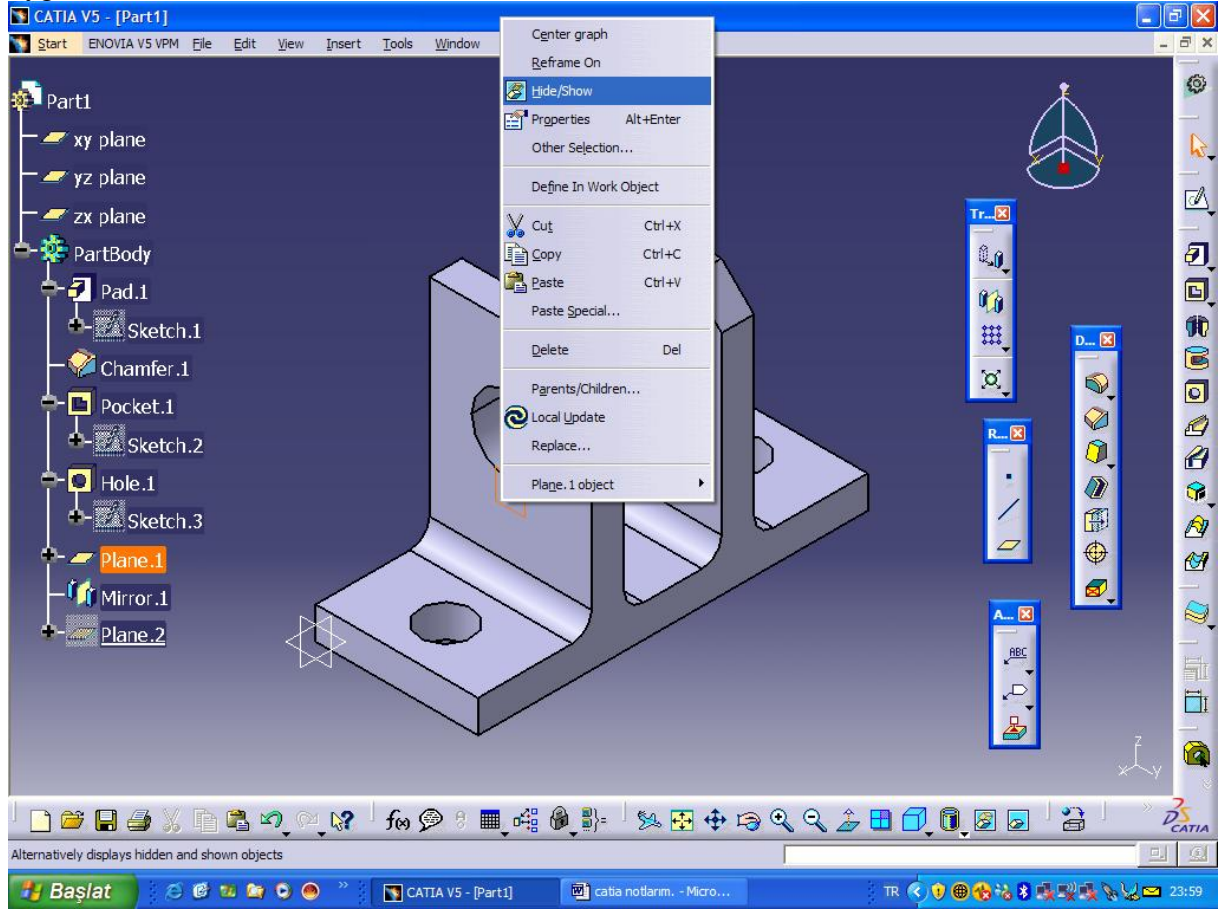 CATIA V5 - [Part1]
Start ENOVIA V5 VPM File Edit View Insert Tools Window
Center graph
Reframe On
Hide/Show
Properties Alt+Enter
Other Selection...
Define In Work Object
Cut Ctrl+X
Copy Ctrl+C
Paste Ctrl+V
Paste Special...
Delete Del
Parents/Children...
Local Update
Replace...
Plane.1 object
Part1
xy plane
yz plane
zx plane
PartBody
Pad.1
Sketch.1
Chamfer.1
Pocket.1
Sketch.2
Hole.1
Sketch.3
Plane.1
Mirror.1
Plane.2
z
x
y
Tr...
D...
R...
A...
ABC
z
x y
f(x)
CATIA
Alternatively displays hidden and shown objects
Başlat
CATIA V5 - [Part1]
catia notlarım. - Micro...
TR
23:59